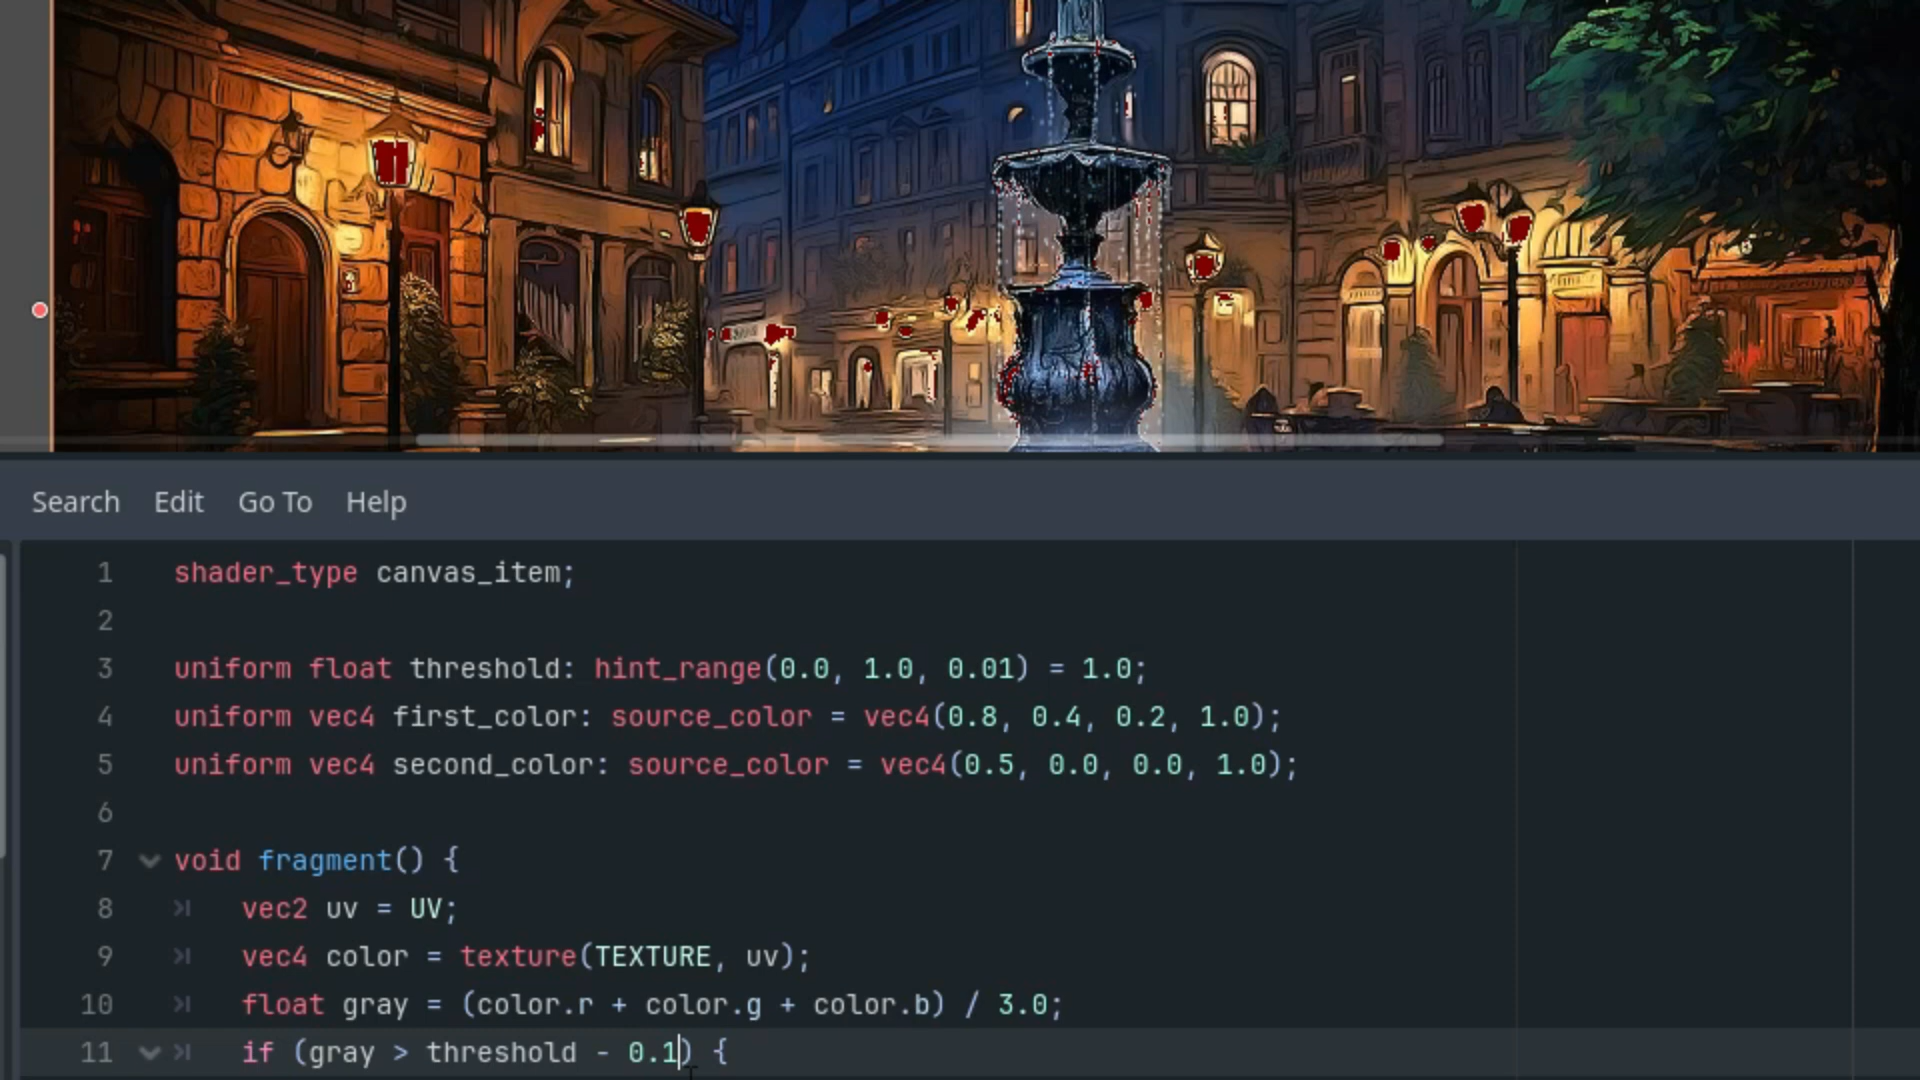 Search Edit Go To Help
1 shader_type canvas_item;
2
3 uniform float threshold: hint_range(0.0, 1.0, 0.01) = 1.0;
4 uniform vec4 first_color: source_color = vec4(0.8, 0.4, 0.2, 1.0);
5 uniform vec4 second_color: source_color = vec4(0.5, 0.0, 0.0, 1.0);
6
7 void fragment() {
8 vec2 uv = UV;
9 vec4 color = texture(TEXTURE, uv);
10 float gray = (color.r + color.g + color.b) / 3.0;
11 if (gray > threshold - 0.1) {